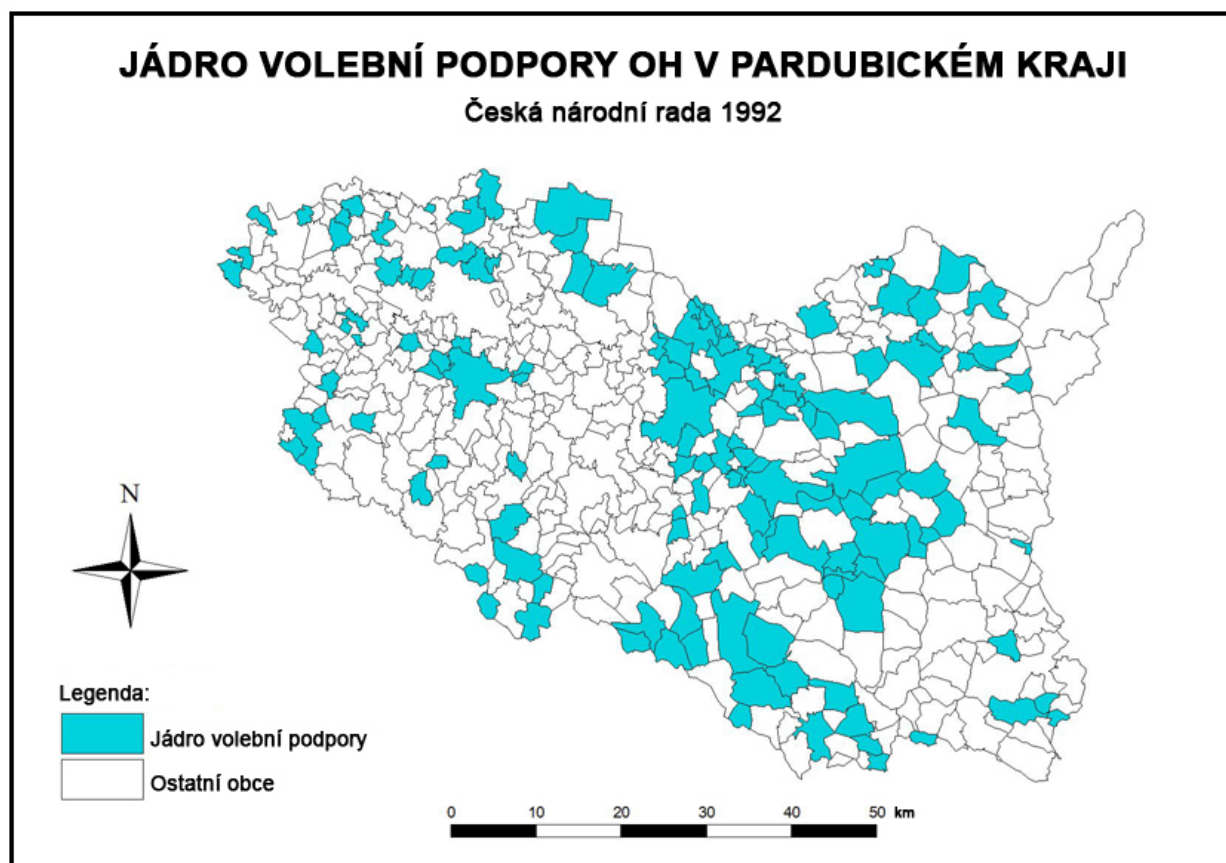 JÁDRO VOLEBNÍ PODPORY OH V PARDUBICKÉM KRAJI
Česká národní rada 1992
N
Legenda:
Jádro volební podpory
Ostatní obce
0 10 20 30 40 50 km